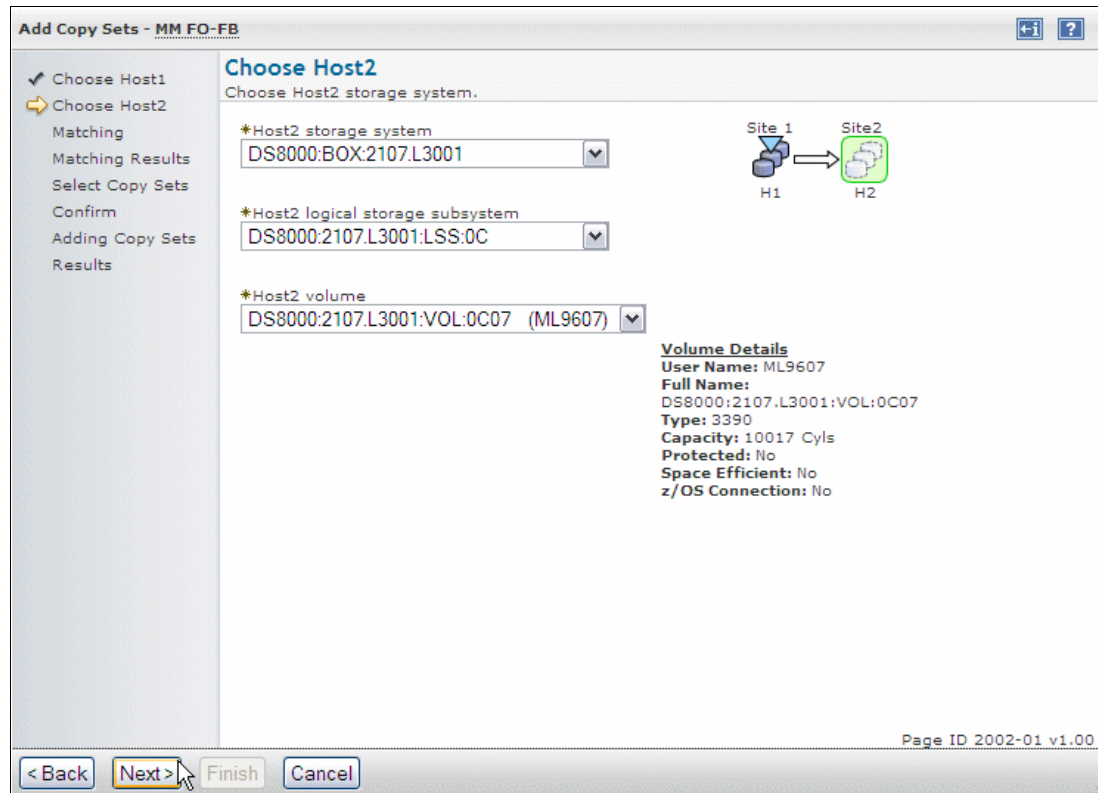 Add Copy Sets - MM FO-FB
Choose Host1
Choose Host2
Matching
Matching Results
Select Copy Sets
Confirm
Adding Copy Sets
Results
Choose Host2
Choose Host2 storage system.
*Host2 storage system
DS8000:BOX:2107.L3001
*Host2 logical storage subsystem
DS8000:2107.L3001:LSS:0C
*Host2 volume
DS8000:2107.L3001:VOL:0C07 (ML9607)
Site 1 Site2
H1 H2
Volume Details
User Name: ML9607
Full Name:
DS8000:2107.L3001:VOL:0C07
Type: 3390
Capacity: 10017 Cyls
Protected: No
Space Efficient: No
z/OS Connection: No
Page ID 2002-01 v1.00
< Back Next > Finish Cancel